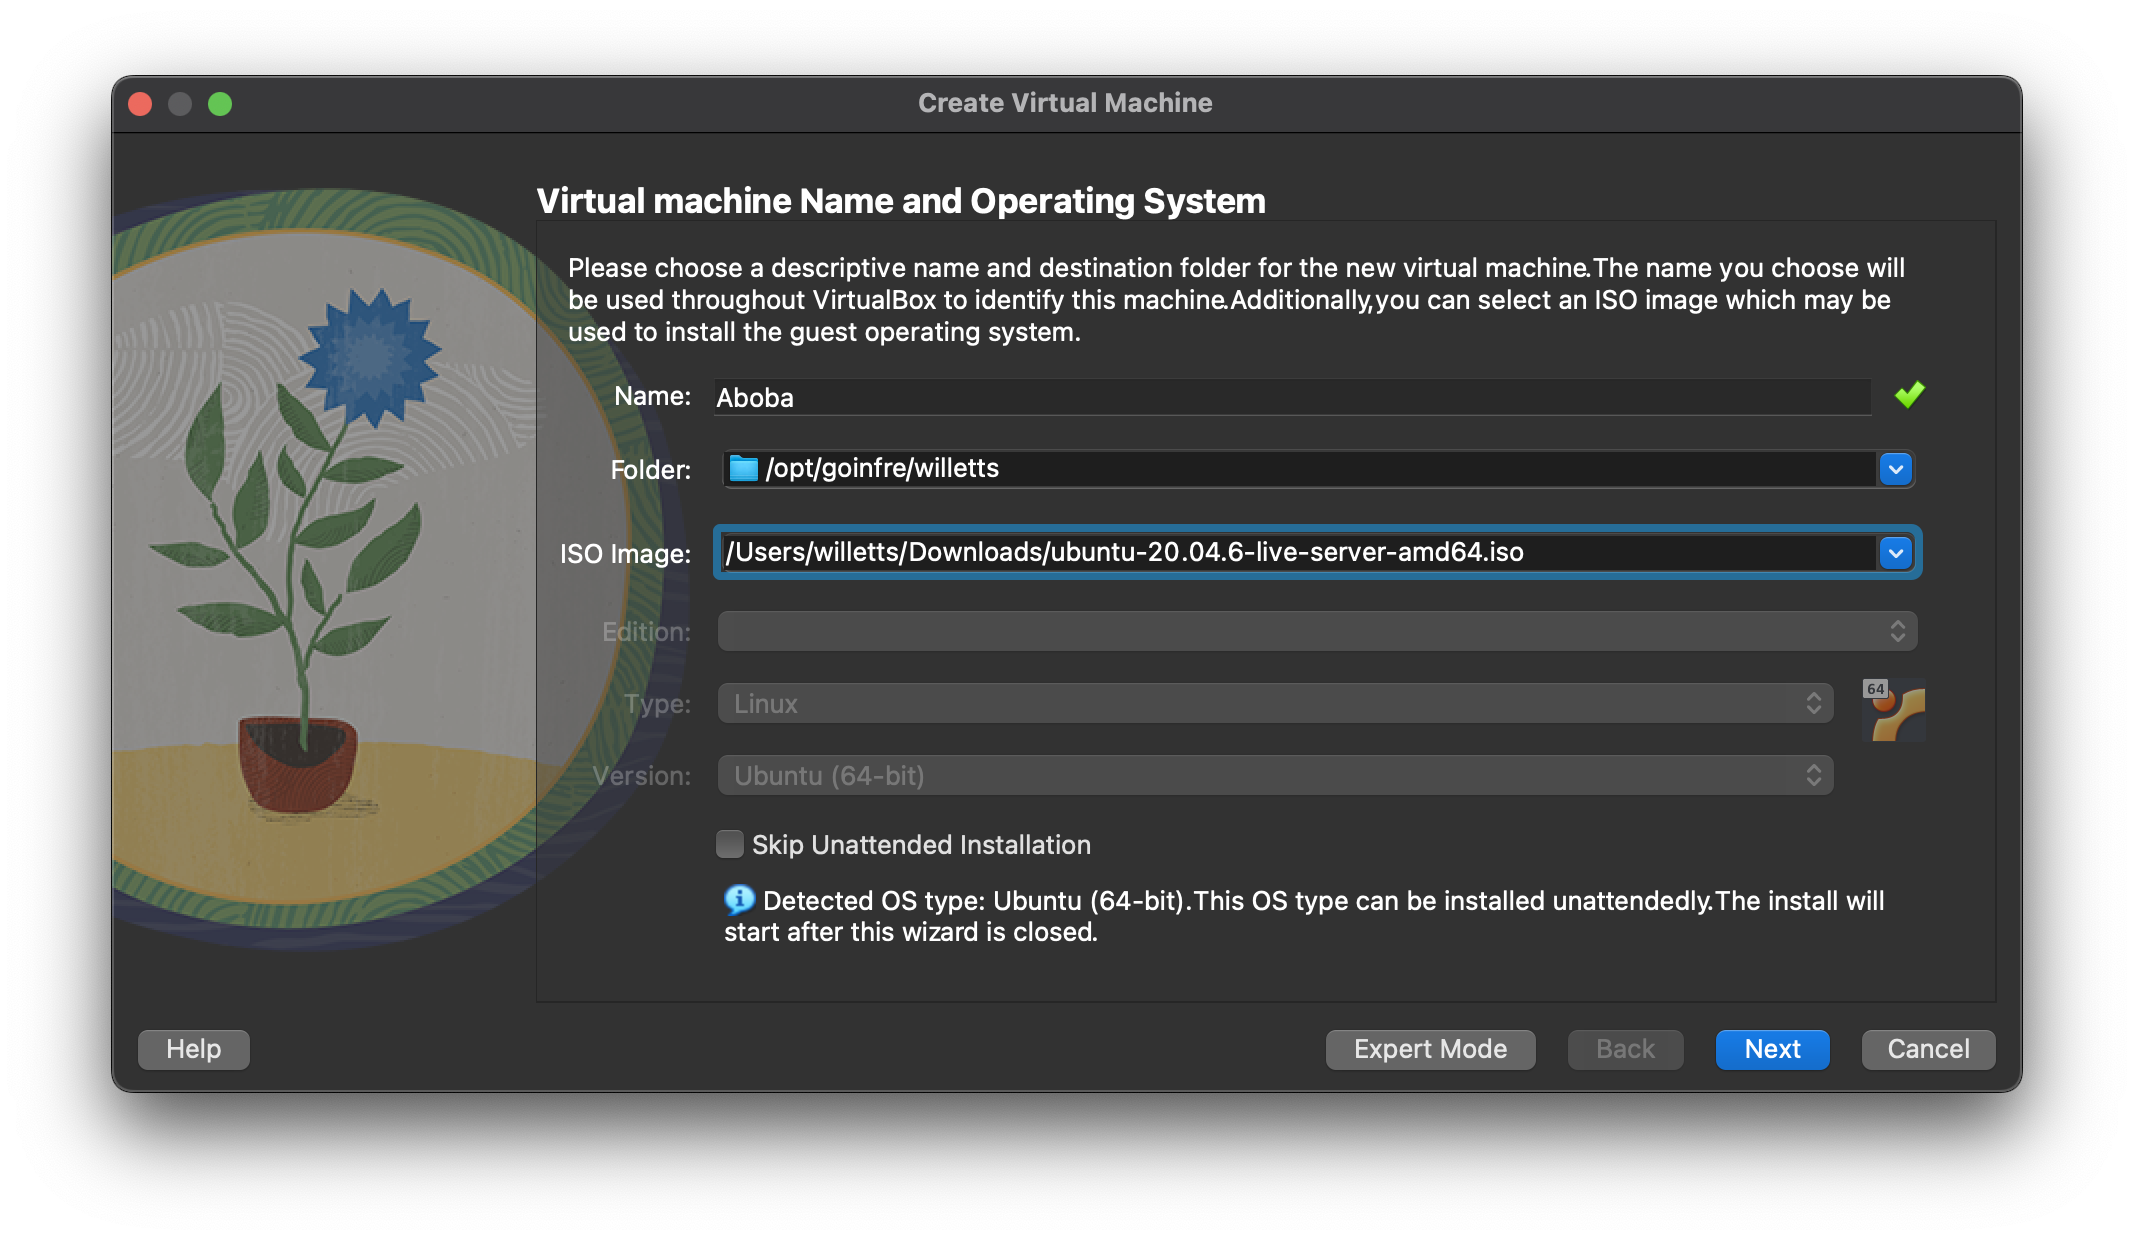 Create Virtual Machine
Virtual machine Name and Operating System
Please choose a descriptive name and destination folder for the new virtual machine.The name you choose will
be used throughout VirtualBox to identify this machine.Additionally,you can select an ISO image which may be
used to install the guest operating system.
Name: Aboba
Folder: /opt/goinfre/willetts
ISO Image: /Users/willetts/Downloads/ubuntu-20.04.6-live-server-amd64.iso
Edition:
Type: Linux 64
Version: Ubuntu (64-bit)
Skip Unattended Installation
Detected OS type: Ubuntu (64-bit).This OS type can be installed unattendedly.The install will
start after this wizard is closed.
Help Expert Mode Back Next Cancel